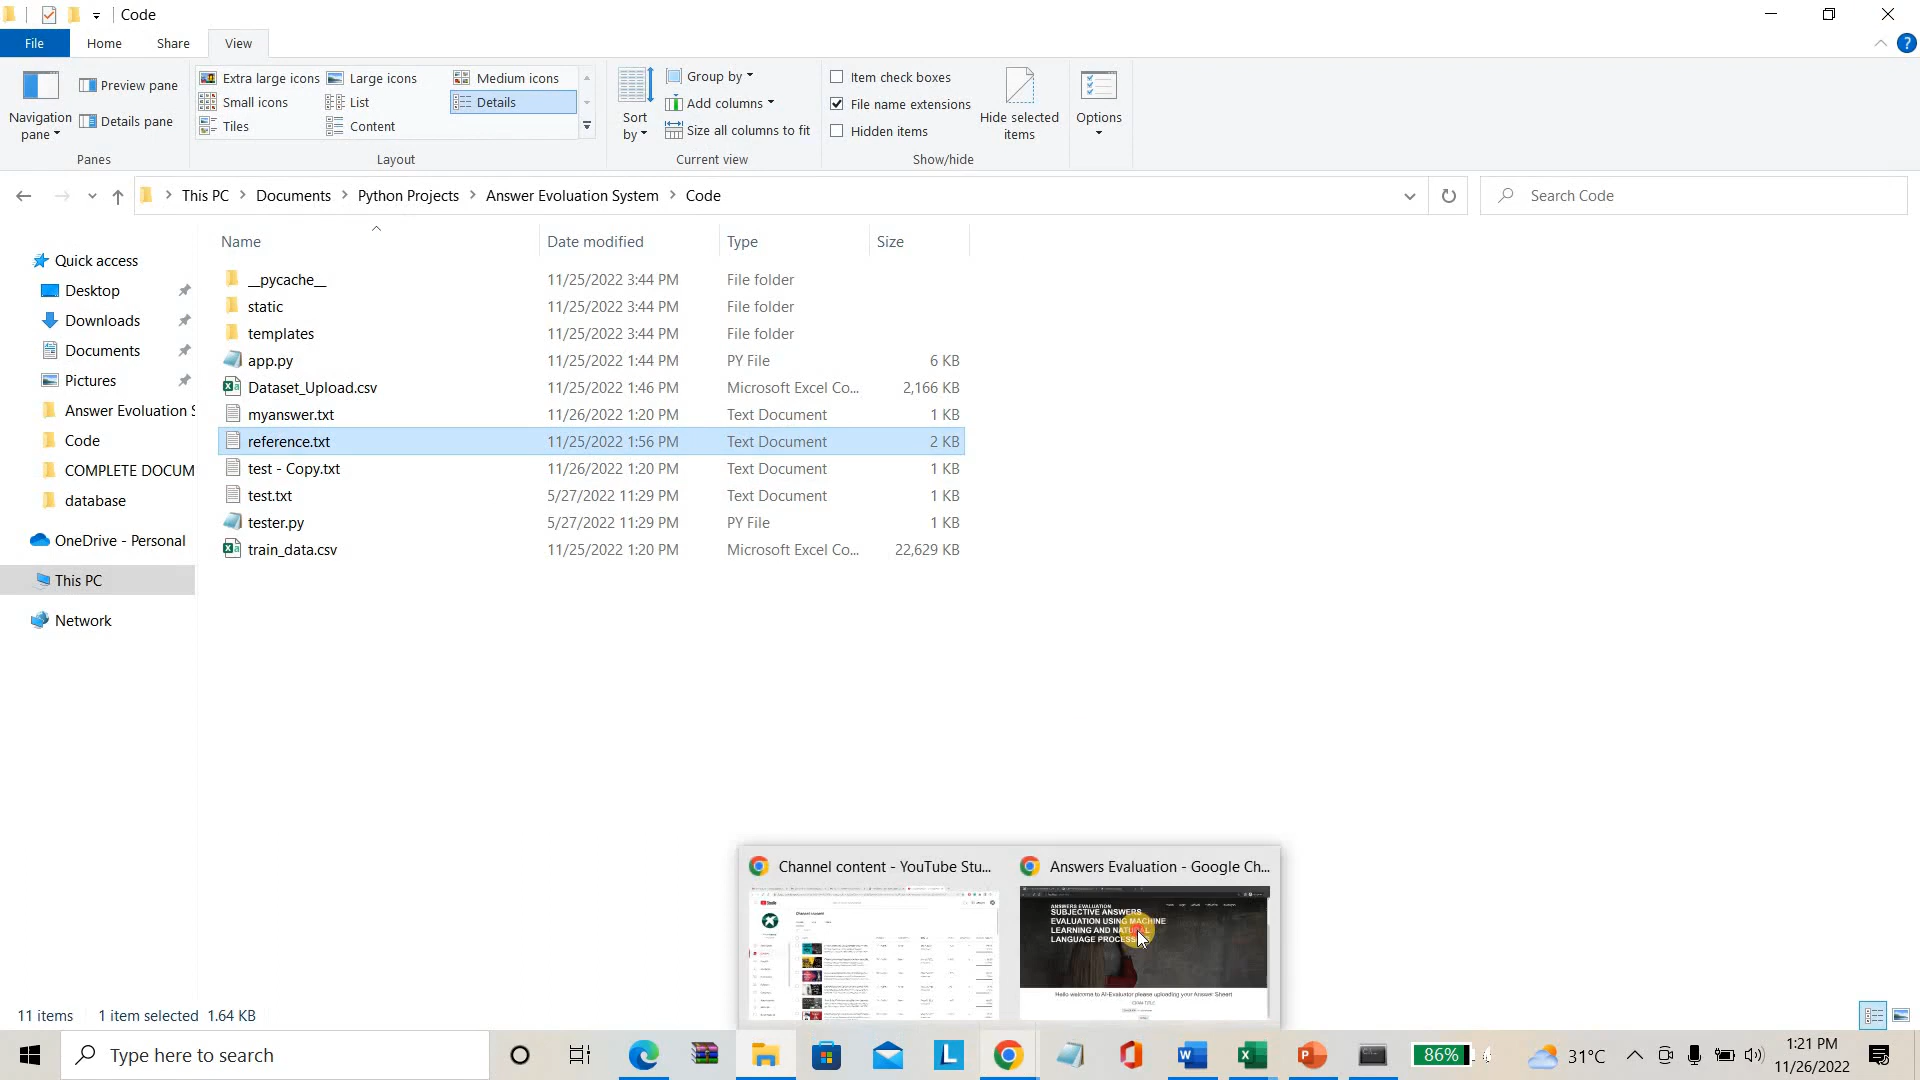 Code
File Home Share View
Navigation pane
Preview pane
Details pane
Panes
Extra large icons Large icons Medium icons
Small icons List Details
Tiles Content
Layout
Sort by
Group by
Add columns
Size all columns to fit
Current view
Item check boxes
File name extensions
Hidden items
Hide selected items
Show/hide
Options
This PC Documents Python Projects Answer Evoluation System Code
Search Code
Name Date modified Type Size
__pycache__ 11/25/2022 3:44 PM File folder
static 11/25/2022 3:44 PM File folder
templates 11/25/2022 3:44 PM File folder
app.py 11/25/2022 1:44 PM PY File 6 KB
Dataset_Upload.csv 11/25/2022 1:46 PM Microsoft Excel Co... 2,166 KB
myanswer.txt 11/26/2022 1:20 PM Text Document 1 KB
reference.txt 11/25/2022 1:56 PM Text Document 2 KB
test - Copy.txt 11/26/2022 1:20 PM Text Document 1 KB
test.txt 5/27/2022 11:29 PM Text Document 1 KB
tester.py 5/27/2022 11:29 PM PY File 1 KB
train_data.csv 11/25/2022 1:20 PM Microsoft Excel Co... 22,629 KB
Quick access
Desktop
Downloads
Documents
Pictures
Answer Evoluation S
Code
COMPLETE DOCUM
database
OneDrive - Personal
This PC
Network
Channel content - YouTube Stu...
Answers Evaluation - Google Ch...
ANSWERS EVALUATION
SUBJECTIVE ANSWERS
EVALUATION USING MACHINE
LEARNING AND NATURAL
LANGUAGE PROCESS
11 items 1 item selected 1.64 KB
Type here to search
86%
31°C
1:21 PM
11/26/2022